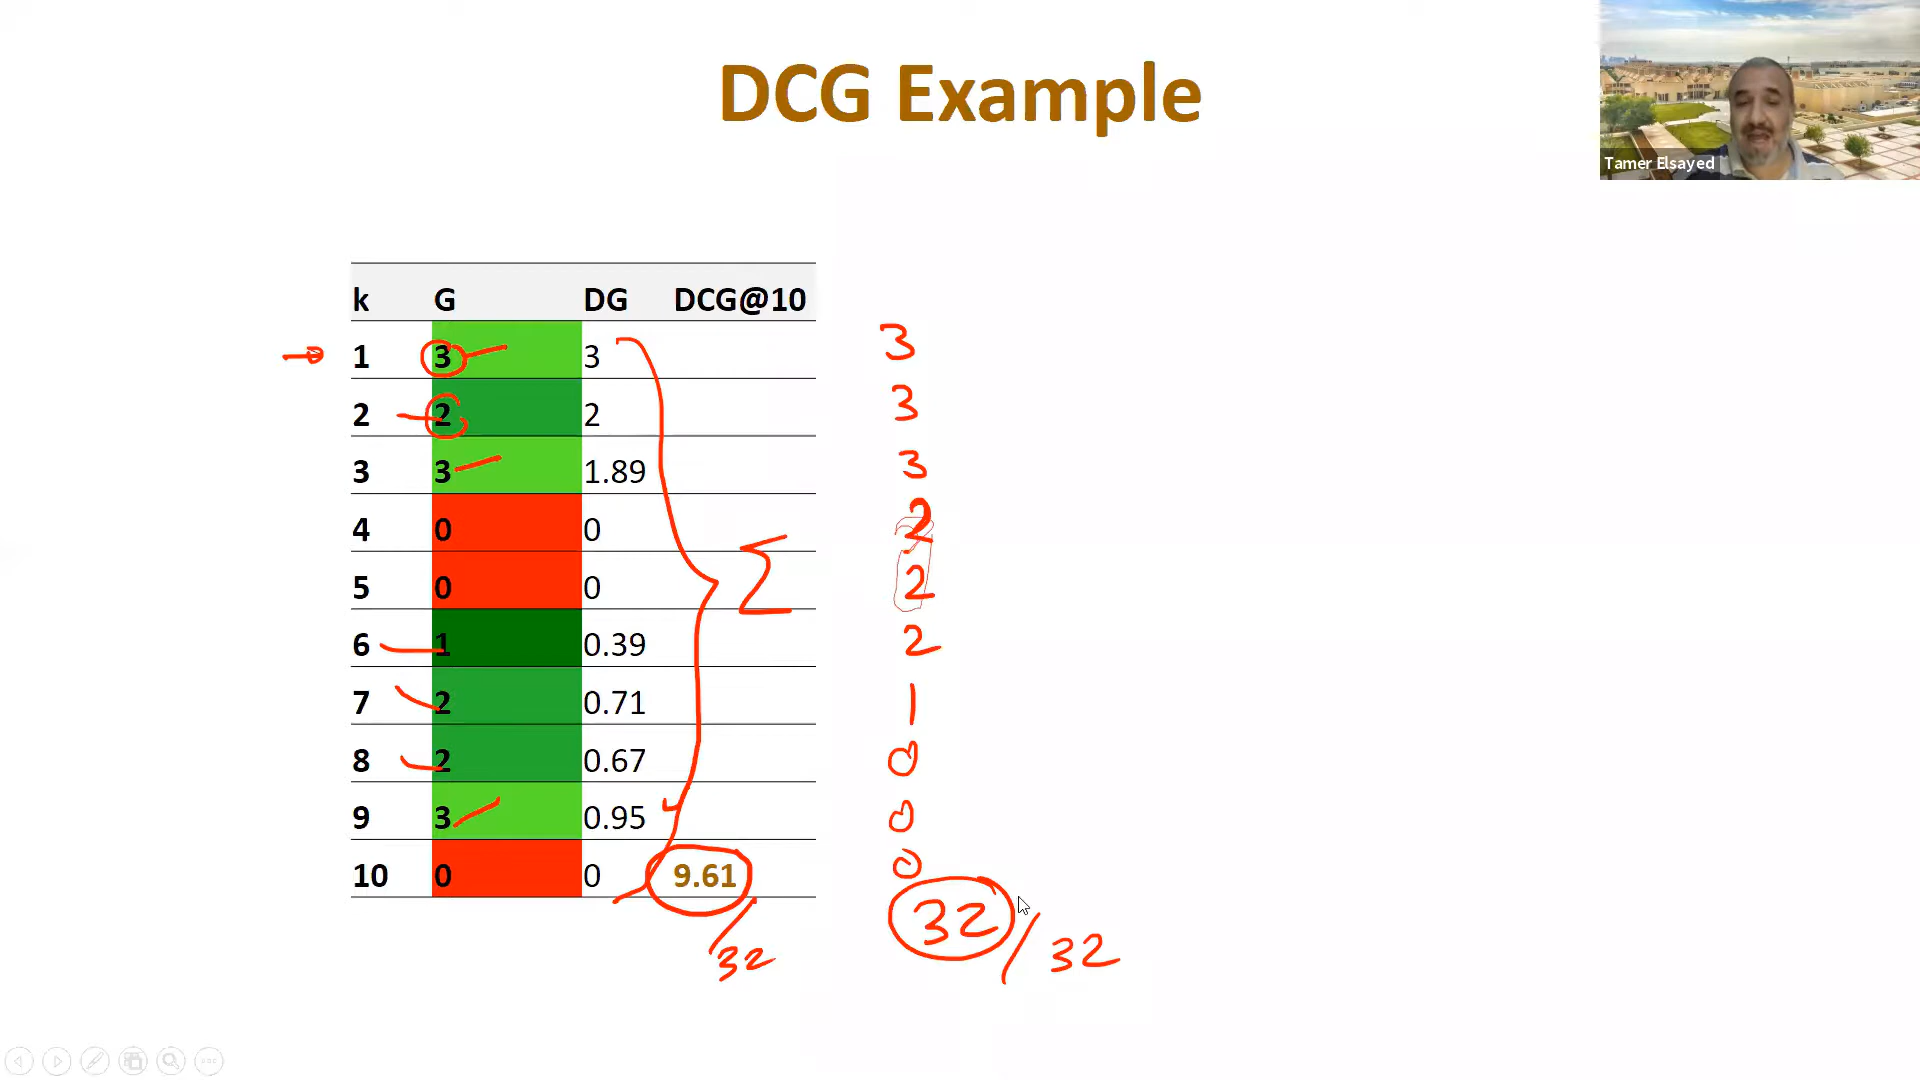 DCG Example
Tamer Elsayed
k G DG DCG@10
1 3 3 3
2 2 2 3
3 3 1.89 3
4 0 0 2
5 0 0 Σ 2
6 1 0.39 2
7 2 0.71 1
8 2 0.67 0
9 3 0.95 0
10 0 0 9.61 0
/32 32/32